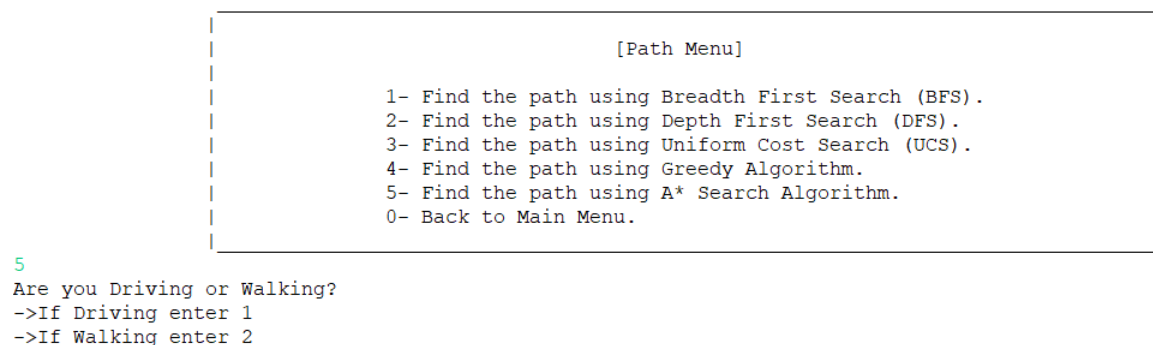 [Path Menu]
1- Find the path using Breadth First Search (BFS).
2- Find the path using Depth First Search (DFS).
3- Find the path using Uniform Cost Search (UCS).
4- Find the path using Greedy Algorithm.
5- Find the path using A* Search Algorithm.
0- Back to Main Menu.
5
Are you Driving or Walking?
->If Driving enter 1
->If Walking enter 2